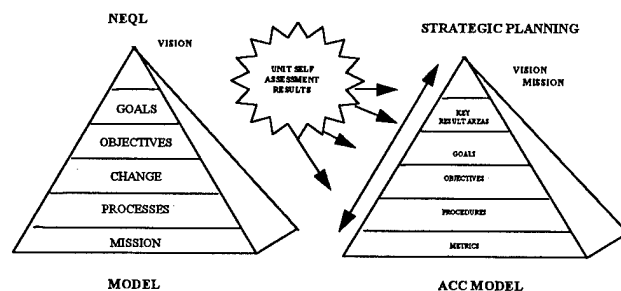 NEQL
VISION
GOALS
OBJECTIVES
CHANGE
PROCESSES
MISSION
MODEL
UNIT SELF
ASSESSMENT
RESULTS
STRATEGIC PLANNING
VISION
MISSION
KEY
RESULT AREAS
GOALS
OBJECTIVES
PROCEDURES
METRICS
ACC MODEL